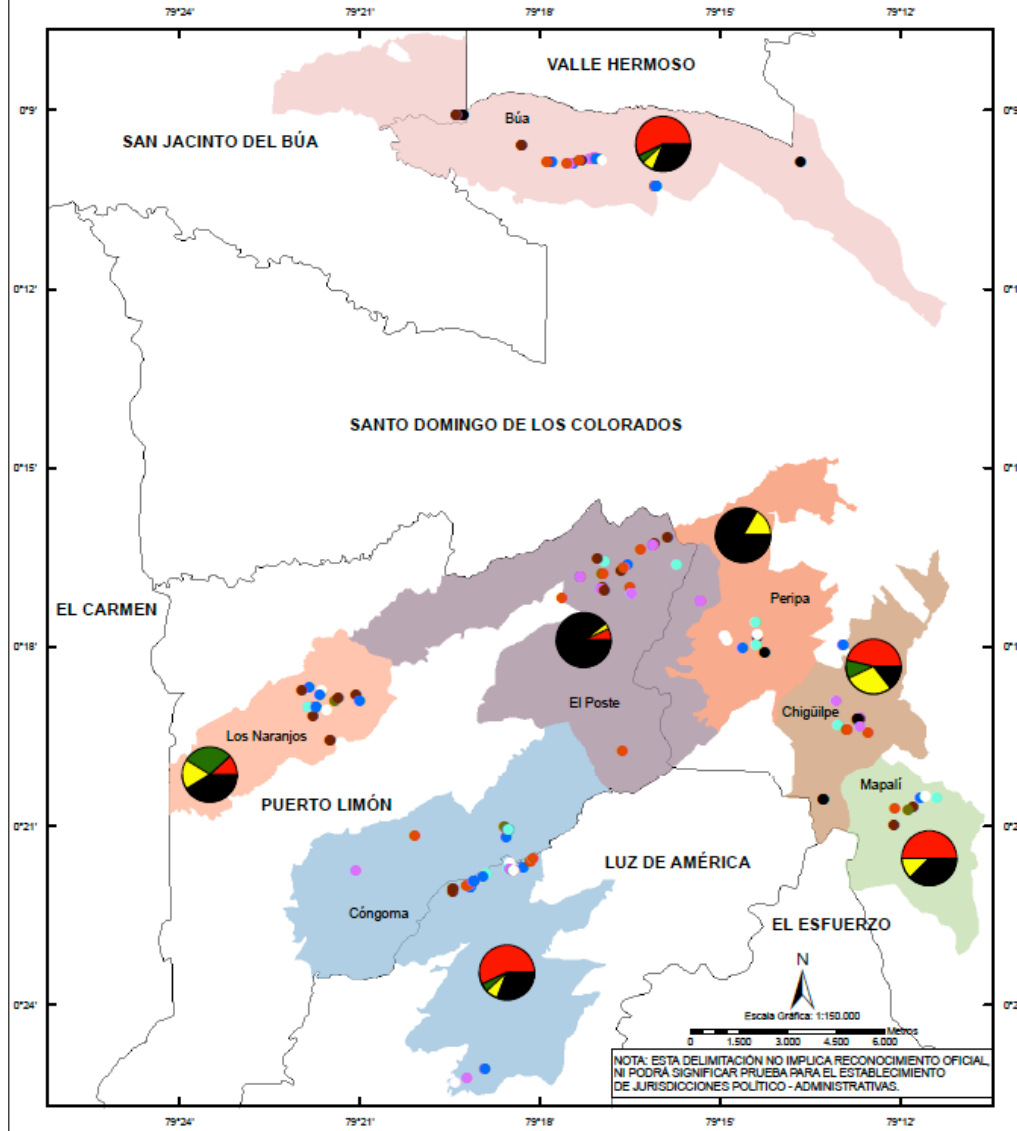 79°24' 79°21' 79°18' 79°15' 79°12'
VALLE HERMOSO
0°9' 0°9'
Búa
SAN JACINTO DEL BÚA
0°12'
SANTO DOMINGO DE LOS COLORADOS
0°15'
EL CARMEN
Peripa
0°18'
El Poste
Chigüilpe
Los Naranjos
Mapalí
PUERTO LIMÓN
0°21'
LUZ DE AMÉRICA
Cóngoma
EL ESFUERZO
N
0°24'
Escala Gráfica: 1:150.000
Metros
0 1.500 3.000 4.500 6.000
NOTA: ESTA DELIMITACIÓN NO IMPLICA RECONOCIMIENTO OFICIAL,
NI PODRÁ SIGNIFICAR PRUEBA PARA EL ESTABLECIMIENTO
DE JURISDICCIONES POLÍTICO - ADMINISTRATIVAS.
79°24' 79°21' 79°18' 79°15' 79°12'